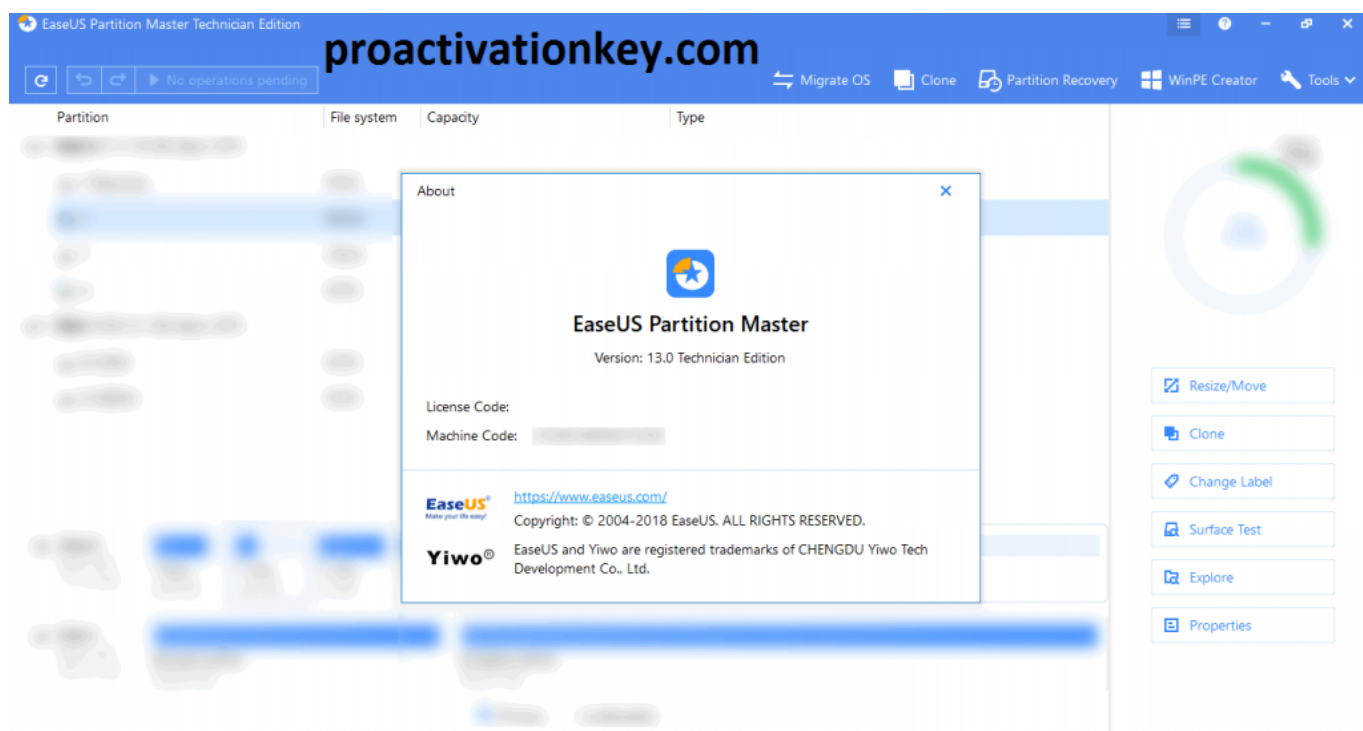 EaseUS Partition Master Technician Edition
proactivationkey.com
No operations pending
Migrate OS
Clone
Partition Recovery
WinPE Creator
Tools
Partition File system Capacity Type
About
EaseUS Partition Master
Version: 13.0 Technician Edition
License Code:
Machine Code:
EaseUS®
Make your life easy!
https://www.easeus.com/
Copyright: © 2004-2018 EaseUS. ALL RIGHTS RESERVED.
Yiwo®
EaseUS and Yiwo are registered trademarks of CHENGDU Yiwo Tech
Development Co., Ltd.
Resize/Move
Clone
Change Label
Surface Test
Explore
Properties